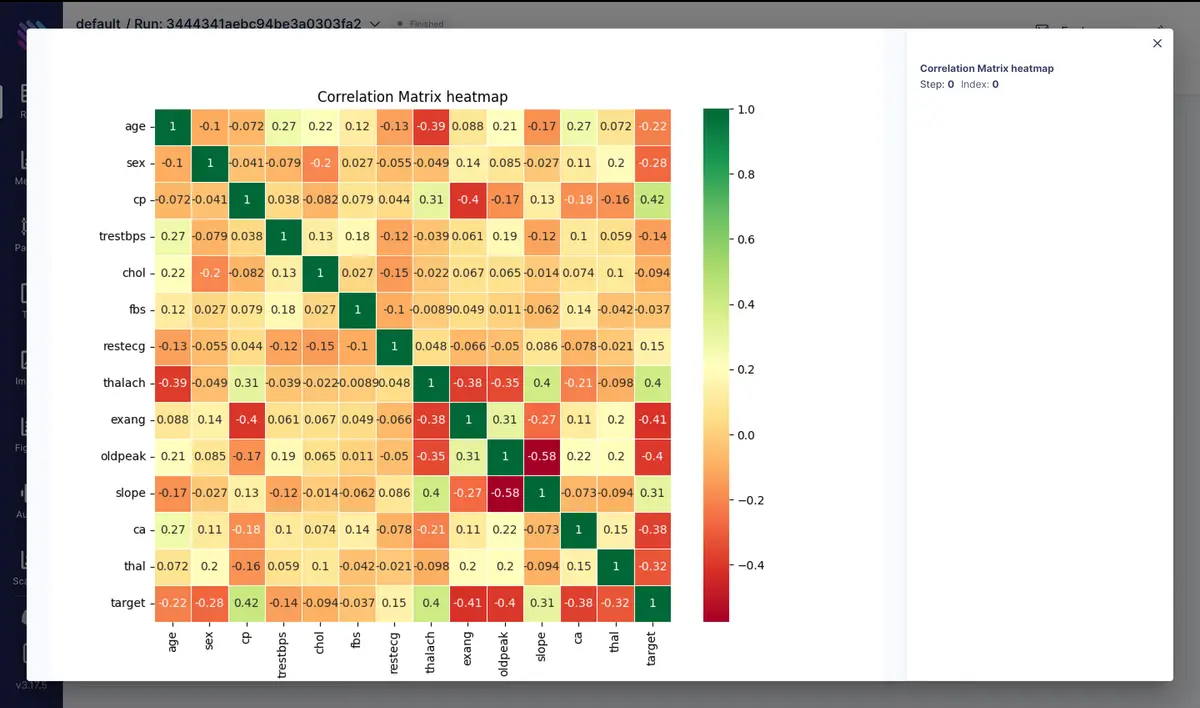 default / Run: 3444341aebc94be3a0303fa2
Finished
Correlation Matrix heatmap
Step: 0 Index: 0
Correlation Matrix heatmap
age 1 -0.1 -0.072 0.27 0.22 0.12 -0.13 -0.39 0.088 0.21 -0.17 0.27 0.072 -0.22
sex -0.1 1 -0.041 -0.079 -0.2 0.027 -0.055 -0.049 0.14 0.085 -0.027 0.11 0.2 -0.28
cp -0.072 -0.041 1 0.038 -0.082 0.079 0.044 0.31 -0.4 -0.17 0.13 -0.18 -0.16 0.42
trestbps 0.27 -0.079 0.038 1 0.13 0.18 -0.12 -0.039 0.061 0.19 -0.12 0.1 0.059 -0.14
chol 0.22 -0.2 -0.082 0.13 1 0.027 -0.15 -0.022 0.067 0.065 -0.014 0.074 0.1 -0.094
fbs 0.12 0.027 0.079 0.18 0.027 1 -0.1 -0.0089 0.049 0.011 -0.062 0.14 -0.042 -0.037
restecg -0.13 -0.055 0.044 -0.12 -0.15 -0.1 1 0.048 -0.066 -0.05 0.086 -0.078 -0.021 0.15
thalach -0.39 -0.049 0.31 -0.039 -0.022 -0.0089 0.048 1 -0.38 -0.35 0.4 -0.21 -0.098 0.4
exang 0.088 0.14 -0.4 0.061 0.067 0.049 -0.066 -0.38 1 0.31 -0.27 0.11 0.2 -0.41
oldpeak 0.21 0.085 -0.17 0.19 0.065 0.011 -0.05 -0.35 0.31 1 -0.58 0.22 0.2 -0.4
slope -0.17 -0.027 0.13 -0.12 -0.014 -0.062 0.086 0.4 -0.27 -0.58 1 -0.073 -0.094 0.31
ca 0.27 0.11 -0.18 0.1 0.074 0.14 -0.078 -0.21 0.11 0.22 -0.073 1 0.15 -0.38
thal 0.072 0.2 -0.16 0.059 0.1 -0.042 -0.021 -0.098 0.2 0.2 -0.094 0.15 1 -0.32
target -0.22 -0.28 0.42 -0.14 -0.094 -0.037 0.15 0.4 -0.41 -0.4 0.31 -0.38 -0.32 1
age sex cp trestbps chol fbs restecg thalach exang oldpeak slope ca thal target
1.0
0.8
0.6
0.4
0.2
0.0
−0.2
−0.4
v3.17.5